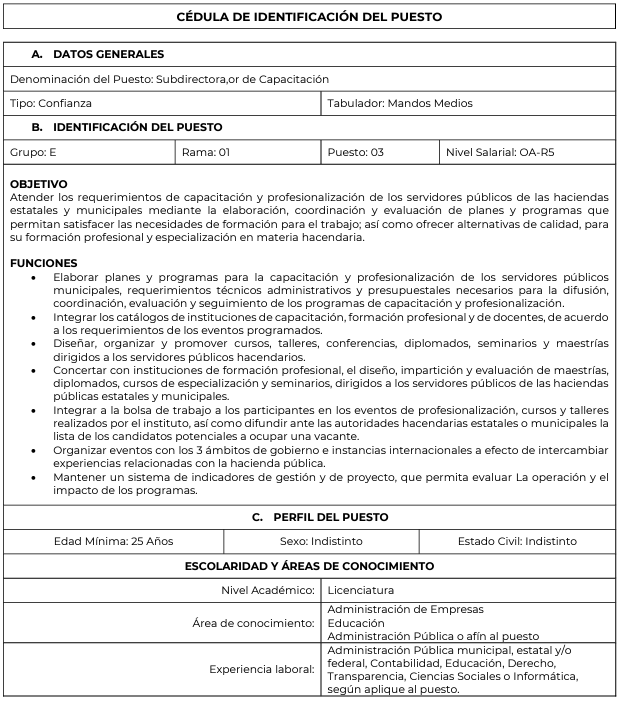 CÉDULA DE IDENTIFICACIÓN DEL PUESTO
A. DATOS GENERALES
Denominación del Puesto: Subdirectora,or de Capacitación
Tipo: Confianza
Tabulador: Mandos Medios
B. IDENTIFICACIÓN DEL PUESTO
Grupo: E
Rama: 01
Puesto: 03
Nivel Salarial: OA-R5
OBJETIVO
Atender los requerimientos de capacitación y profesionalización de los servidores públicos de las haciendas
estatales y municipales mediante la elaboración, coordinación y evaluación de planes y programas que
permitan satisfacer las necesidades de formación para el trabajo; así como ofrecer alternativas de calidad, para
su formación profesional y especialización en materia hacendaria.
FUNCIONES
• Elaborar planes y programas para la capacitación y profesionalización de los servidores públicos
municipales, requerimientos técnicos administrativos y presupuestales necesarios para la difusión,
coordinación, evaluación y seguimiento de los programas de capacitación y profesionalización.
• Integrar los catálogos de instituciones de capacitación, formación profesional y de docentes, de acuerdo
a los requerimientos de los eventos programados.
• Diseñar, organizar y promover cursos, talleres, conferencias, diplomados, seminarios y maestrías
dirigidos a los servidores públicos hacendarios.
• Concertar con instituciones de formación profesional, el diseño, impartición y evaluación de maestrías,
diplomados, cursos de especialización y seminarios, dirigidos a los servidores públicos de las haciendas
públicas estatales y municipales.
• Integrar a la bolsa de trabajo a los participantes en los eventos de profesionalización, cursos y talleres
realizados por el instituto, así como difundir ante las autoridades hacendarias estatales o municipales la
lista de los candidatos potenciales a ocupar una vacante.
• Organizar eventos con los 3 ámbitos de gobierno e instancias internacionales a efecto de intercambiar
experiencias relacionadas con la hacienda pública.
• Mantener un sistema de indicadores de gestión y de proyecto, que permita evaluar La operación y el
impacto de los programas.
C. PERFIL DEL PUESTO
Edad Mínima: 25 Años
Sexo: Indistinto
Estado Civil: Indistinto
ESCOLARIDAD Y ÁREAS DE CONOCIMIENTO
Nivel Académico:
Licenciatura
Área de conocimiento:
Administración de Empresas
Educación
Administración Pública o afín al puesto
Experiencia laboral:
Administración Pública municipal, estatal y/o
federal, Contabilidad, Educación, Derecho,
Transparencia, Ciencias Sociales o Informática,
según aplique al puesto.